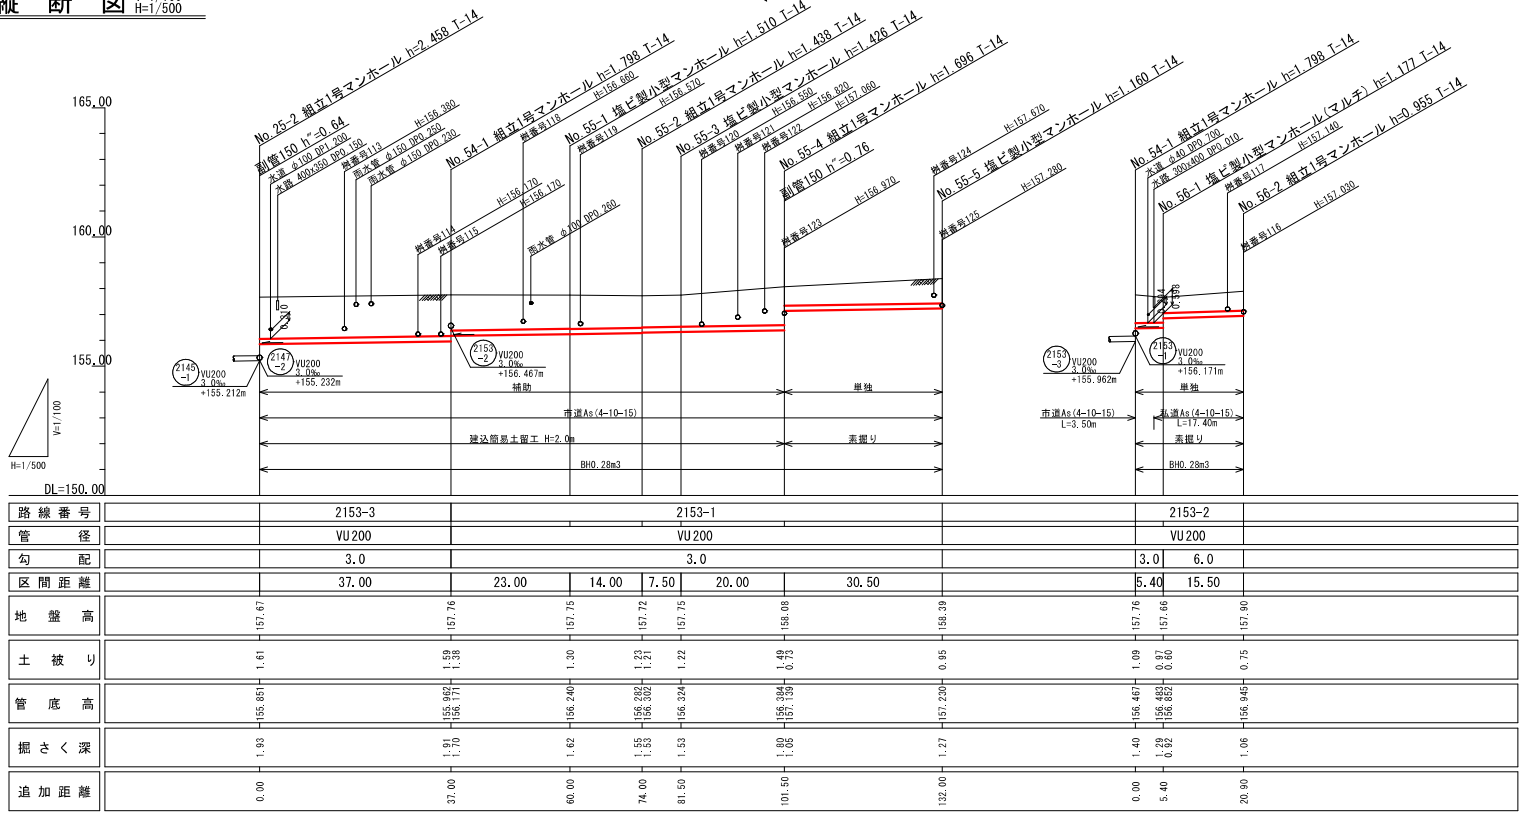 縦断図
H=1/500
165.00
160.00
155.00
DL=150.00
V=1/100
H=1/500
No.25-2 組立1号マンホール h=2.458 T-14
副管150 h"=0.64
水道 φ100 DP1.200
水路 400x350 DP0.150
桝番号113 H=156.380
雨水管 φ150 DP0.250
雨水管 φ150 DP0.230
桝番号114 H=156.170
桝番号115 H=156.170
No.54-1 組立1号マンホール h=1.798 T-14
桝番号118 H=156.660
雨水管 φ100 DP0.260
No.55-1 塩ビ製小型マンホール h=1.510 T-14
桝番号119 H=156.570
No.55-2 組立1号マンホール h=1.438 T-14
No.55-3 塩ビ製小型マンホール h=1.426 T-14
桝番号120 H=156.550
桝番号121 H=156.820
桝番号122 H=157.060
No.55-4 組立1号マンホール h=1.696 T-14
副管150 h"=0.76
桝番号123 H=156.970
桝番号124 H=157.670
No.55-5 塩ビ製小型マンホール h=1.160 T-14
桝番号125 H=157.280
No.54-1 組立1号マンホール h=1.798 T-14
水道 φ40 DP0.700
水路 300x400 DP0.010
No.56-1 塩ビ製小型マンホール(マルチ) h=1.177 T-14
桝番号117 H=157.140
No.56-2 組立1号マンホール h=0.955 T-14
桝番号116 H=157.030
0.310
0.598
2145
-1
VU200
3.0‰
+155.212m
2147
-2
VU200
3.0‰
+155.232m
2153
-2
VU200
3.0‰
+156.467m
2153
-3
VU200
3.0‰
+155.962m
2153
-1
VU200
3.0‰
+156.171m
補助 単独 単独
市道As(4-10-15) 市道As(4-10-15) 私道As(4-10-15)
L=3.50m L=17.40m
建込簡易土留工 H=2.0m 素掘り 素掘り
BH0.28m3 BH0.28m3
路線番号 2153-3 2153-1 2153-2
管径 VU200 VU200 VU200
勾配 3.0 3.0 3.0 6.0
区間距離 37.00 23.00 14.00 7.50 20.00 30.50 5.40 15.50
地盤高 157.67 157.76 157.75 157.72 157.75 158.08 158.39 157.76 157.66 157.90
土被り 1.61 1.59 1.38 1.30 1.23 1.21 1.22 1.49 0.73 0.95 1.09 0.97 0.60 0.75
管底高 155.851 155.962 156.171 156.240 156.282 156.302 156.324 156.384 157.139 157.230 156.467 156.483 156.852 156.945
掘さく深 1.93 1.91 1.70 1.62 1.55 1.53 1.53 1.80 1.05 1.27 1.40 1.29 0.92 1.06
追加距離 0.00 37.00 60.00 74.00 81.50 101.50 132.00 0.00 5.40 20.90